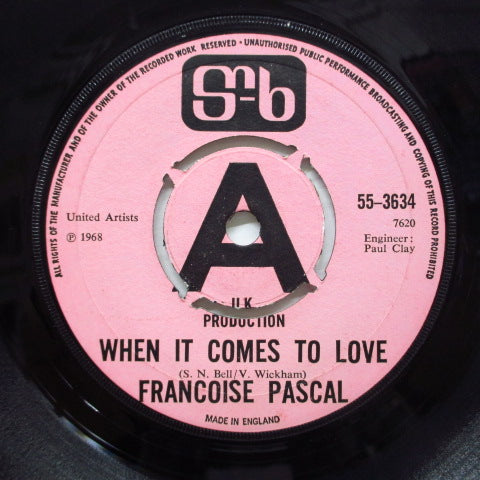 ALL RIGHTS OF THE MANUFACTURER AND OF THE OWNER OF THE RECORDED WORK RESERVED · UNAUTHORISED PUBLIC PERFORMANCE BROADCASTING AND COPYING OF THIS RECORD PROHIBITED
Snb
A
55-3634
7620
United Artists
℗ 1968
Engineer:
Paul Clay
U.K.
PRODUCTION
WHEN IT COMES TO LOVE
(S. N. Bell/V. Wickham)
FRANCOISE PASCAL
MADE IN ENGLAND